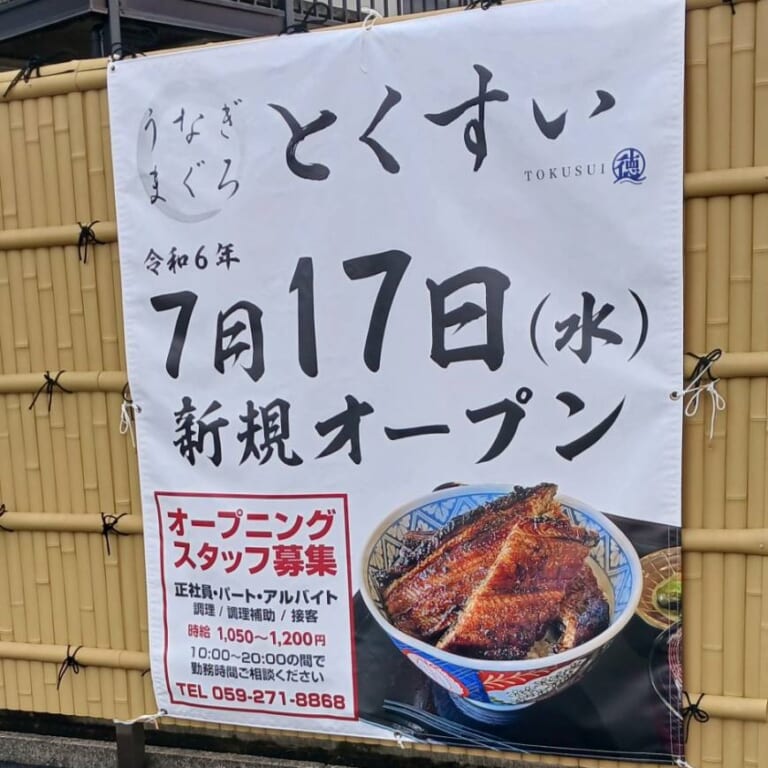 うなぎ
まぐろ
とくすい
TOKUSUI 徳
令和6年
7月17日(水)
新規オープン
オープニング
スタッフ募集
正社員・パート・アルバイト
調理 / 調理補助 / 接客
時給 1,050〜1,200円
10:00〜20:00の間で
勤務時間ご相談ください
TEL 059-271-8868